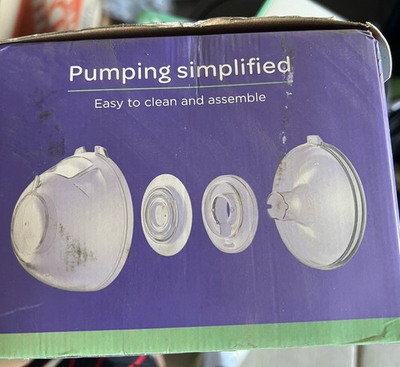 Pumping simplified
Easy to clean and assemble